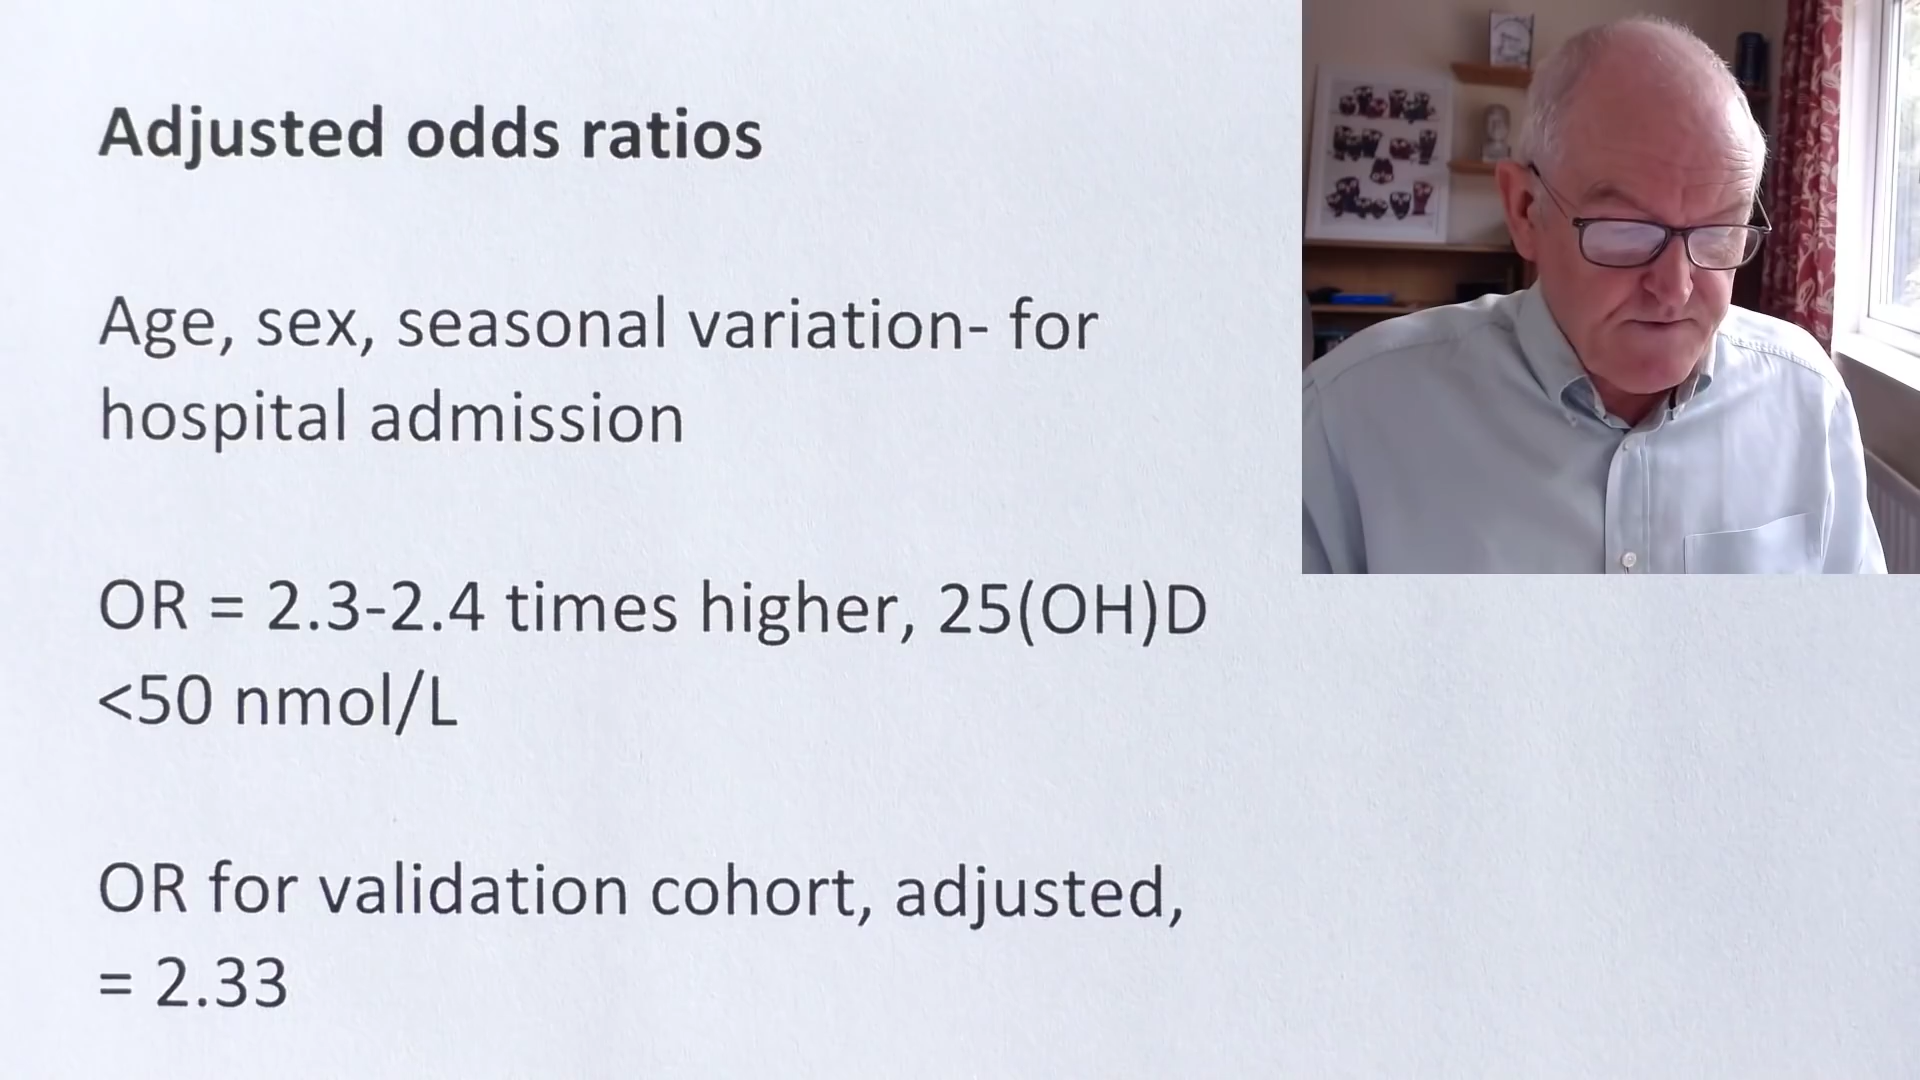 Adjusted odds ratios
Age, sex, seasonal variation- for
hospital admission
OR = 2.3-2.4 times higher, 25(OH)D
<50 nmol/L
OR for validation cohort, adjusted,
= 2.33